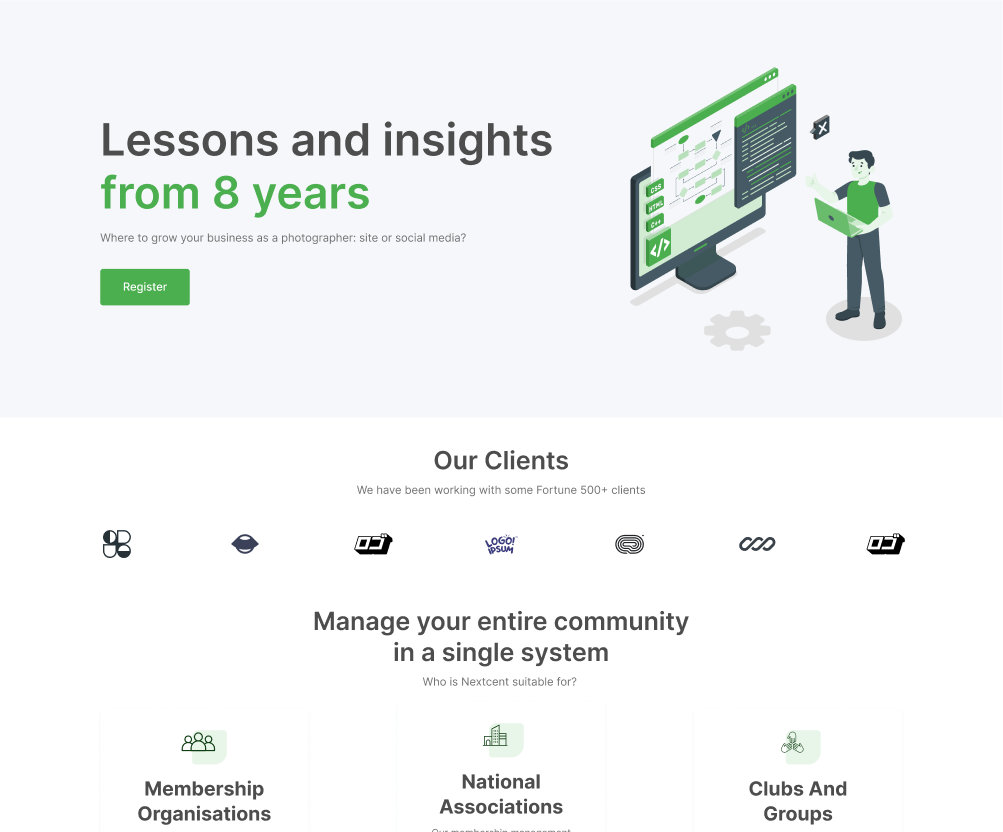 Lessons and insights
from 8 years
Where to grow your business as a photographer: site or social media?
Register
CSS
HTML
C++
</>
Our Clients
We have been working with some Fortune 500+ clients
LOGO!
IPSUM
Manage your entire community
in a single system
Who is Nextcent suitable for?
Membership
Organisations
National
Associations
Clubs And
Groups
Our membership management